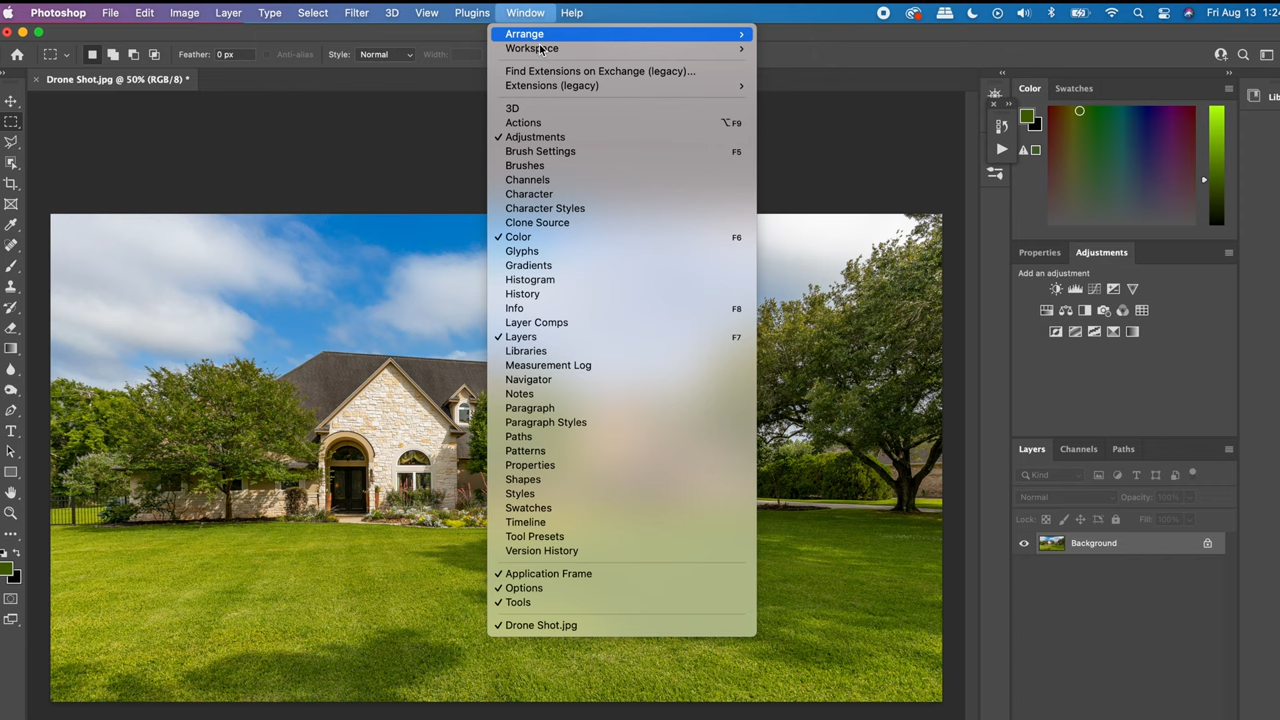 Photoshop File Edit Image Layer Type Select Filter 3D View Plugins Window Help Fri Aug 13 1:24
Feather: 0 px Anti-alias Style: Normal Width:
Drone Shot.jpg @ 50% (RGB/8) *
Arrange
Workspace
Find Extensions on Exchange (legacy)...
Extensions (legacy)
3D
Actions ⌥F9
Adjustments
Brush Settings F5
Brushes
Channels
Character
Character Styles
Clone Source
Color F6
Glyphs
Gradients
Histogram
History
Info F8
Layer Comps
Layers F7
Libraries
Measurement Log
Navigator
Notes
Paragraph
Paragraph Styles
Paths
Patterns
Properties
Shapes
Styles
Swatches
Timeline
Tool Presets
Version History
Application Frame
Options
Tools
Drone Shot.jpg
Color Swatches
Lib
Properties Adjustments
Add an adjustment
Layers Channels Paths
Kind
Normal Opacity: 100%
Lock: Fill: 100%
Background